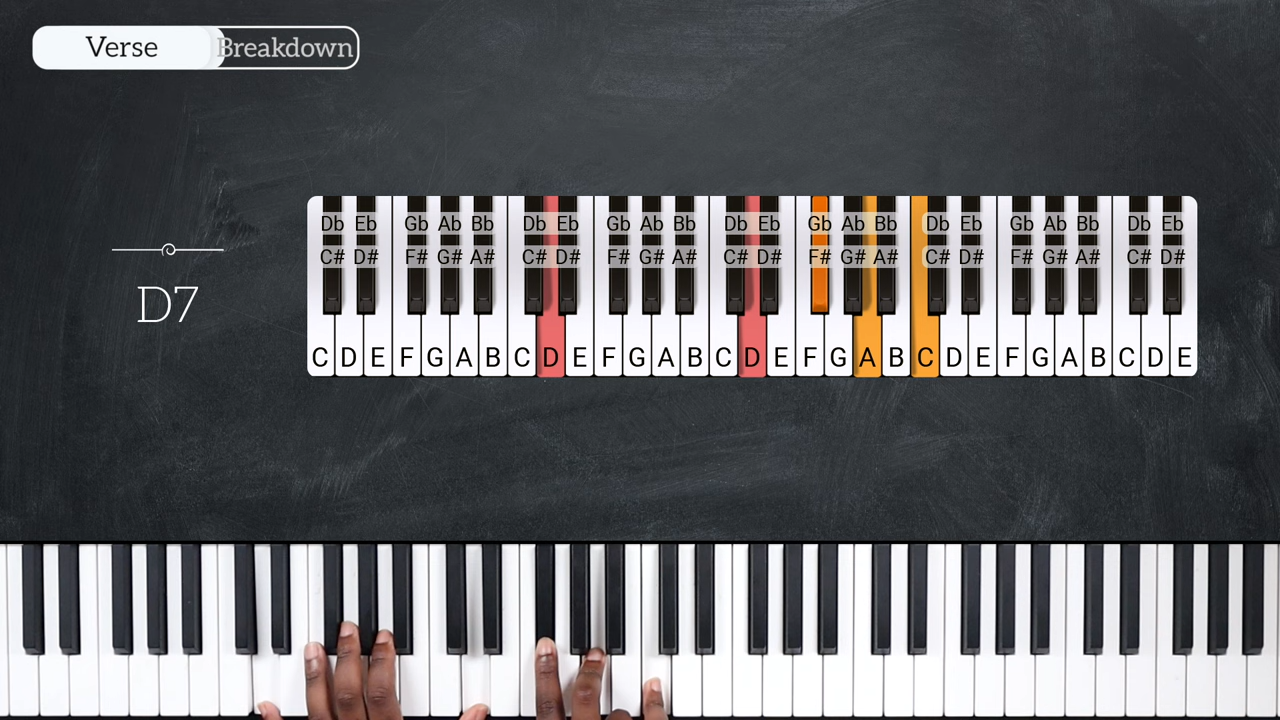 Verse Breakdown
Db Eb Gb Ab Bb Db Eb Gb Ab Bb Db Eb Gb Ab Bb Db Eb Gb Ab Bb Db Eb
C# D# F# G# A# C# D# F# G# A# C# D# F# G# A# C# D# F# G# A# C# D#
D7
C D E F G A B C D E F G A B C D E F G A B C D E F G A B C D E